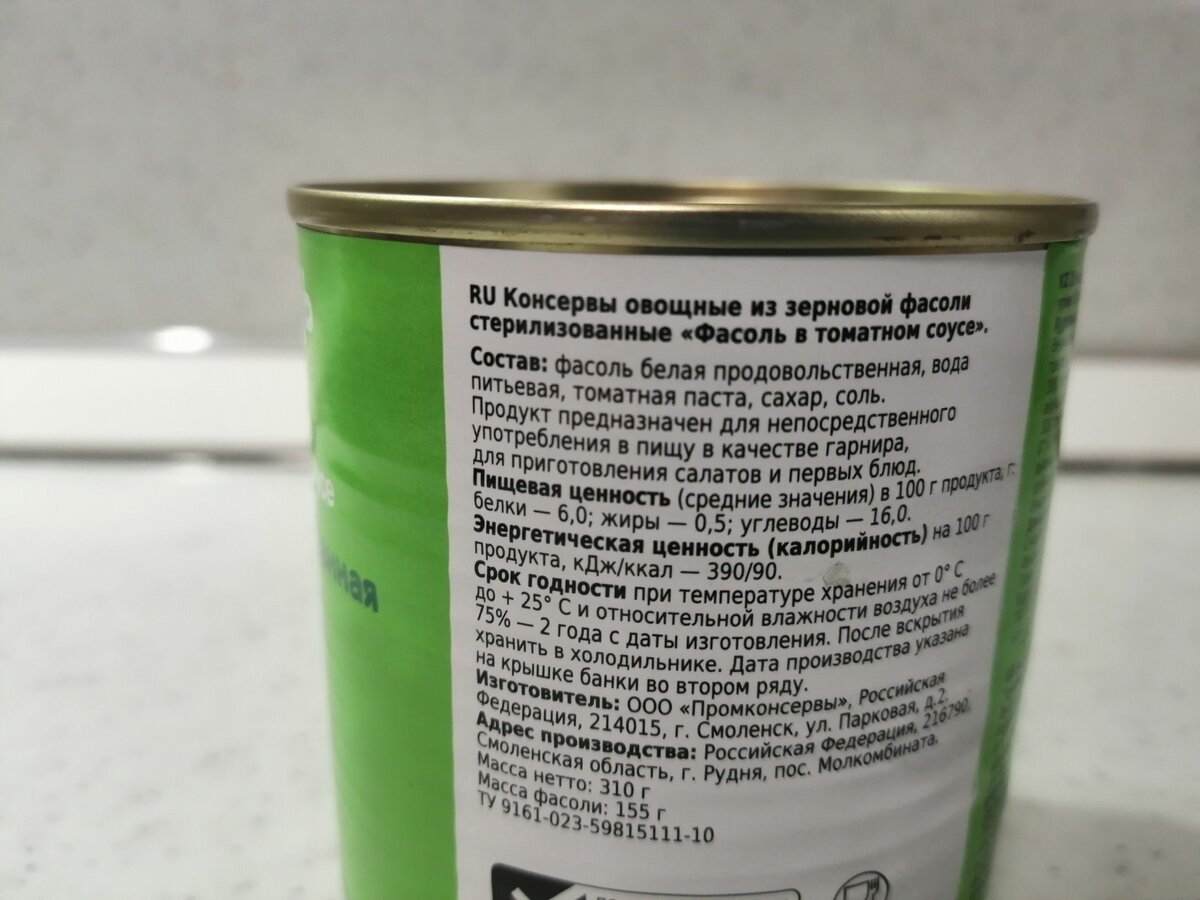 RU Консервы овощные из зерновой фасоли
стерилизованные «Фасоль в томатном соусе».
Состав: фасоль белая продовольственная, вода
питьевая, томатная паста, сахар, соль.
Продукт предназначен для непосредственного
употребления в пищу в качестве гарнира,
для приготовления салатов и первых блюд.
Пищевая ценность (средние значения) в 100 г продукта, г:
белки — 6,0; жиры — 0,5; углеводы — 16,0.
Энергетическая ценность (калорийность) на 100 г
продукта, кДж/ккал — 390/90.
Срок годности при температуре хранения от 0° С
до + 25° С и относительной влажности воздуха не более
75% — 2 года с даты изготовления. После вскрытия
хранить в холодильнике. Дата производства указана
на крышке банки во втором ряду.
Изготовитель: ООО «Промконсервы», Российская
Федерация, 214015, г. Смоленск, ул. Парковая, д.2.
Адрес производства: Российская Федерация, 216790,
Смоленская область, г. Рудня, пос. Молкомбината.
Масса нетто: 310 г
Масса фасоли: 155 г
ТУ 9161-023-59815111-10